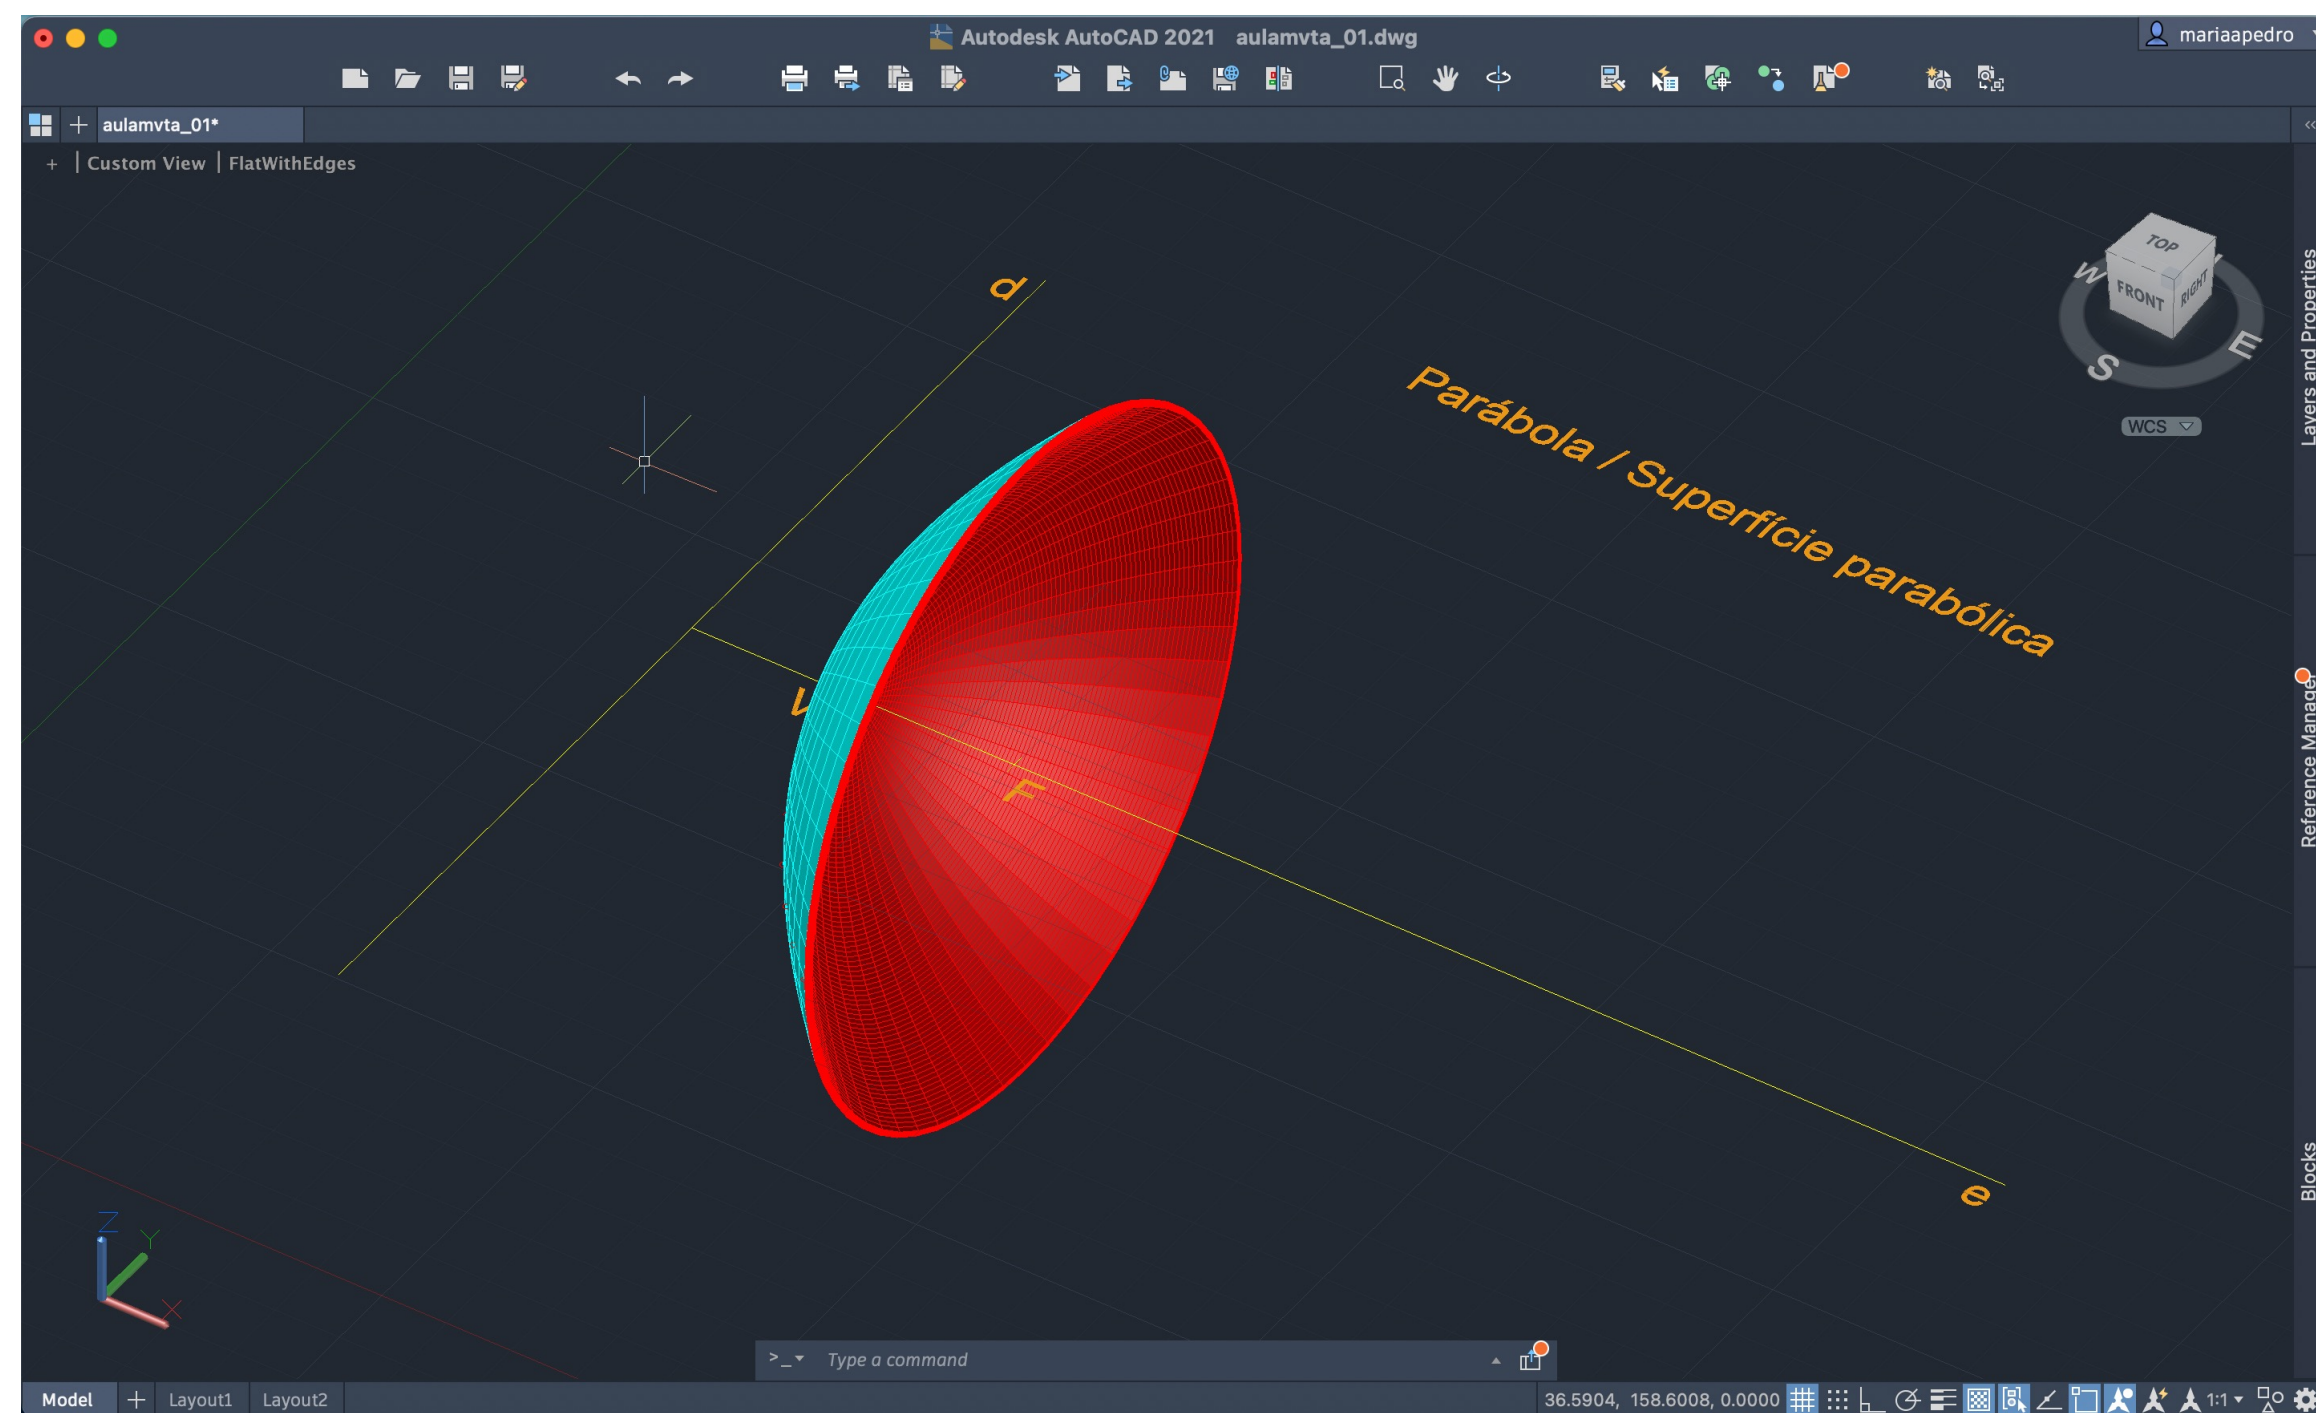 Autodesk AutoCAD 2021 aulamvta_01.dwg
mariaapedro
aulamvta_01*
+ | Custom View | FlatWithEdges
TOP
FRONT
RIGHT
W
S
E
WCS
d
Parábola / Superfície parabólica
V
F
e
Layers and Properties
Reference Manager
Blocks
Z
Y
X
>_ Type a command
Model
Layout1
Layout2
36.5904, 158.6008, 0.0000
1:1